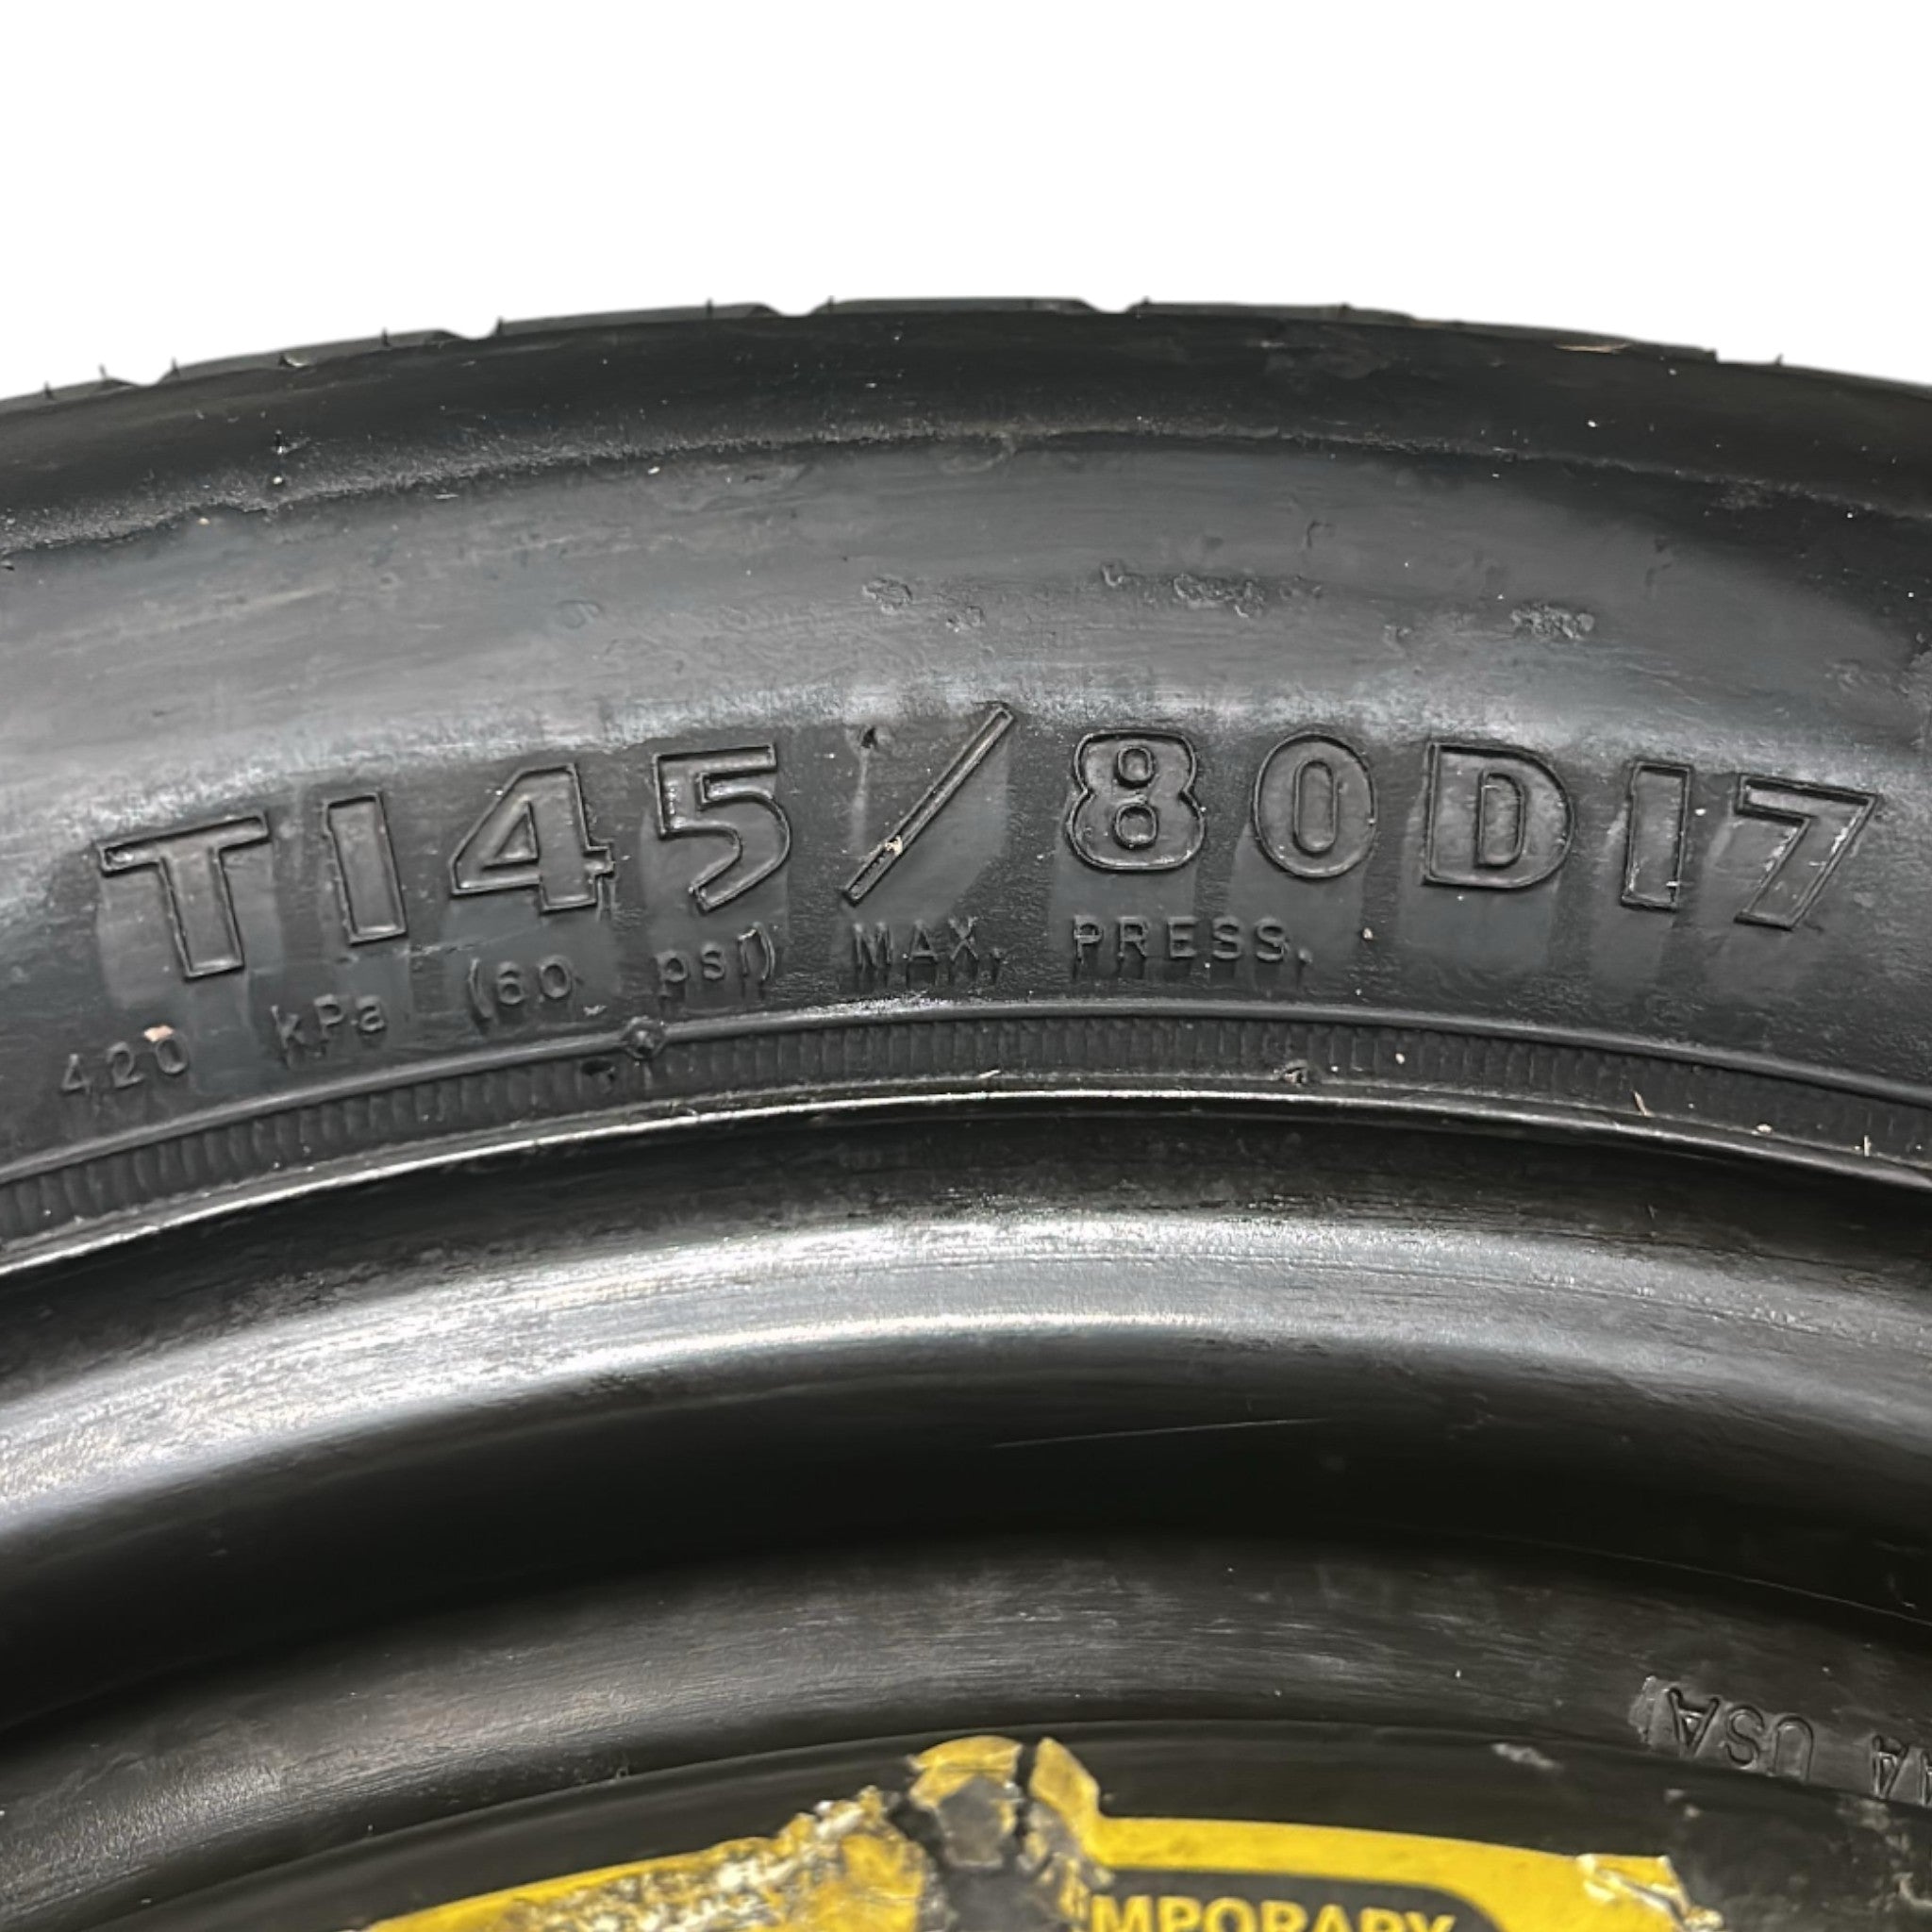 T145/80D17
420 kPa (60 psi) MAX. PRESS.
USA
MPORARY